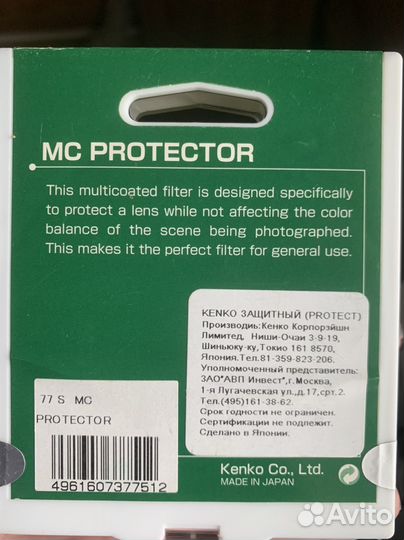 MC PROTECTOR
This multicoated filter is designed specifically
to protect a lens while not affecting the color
balance of the scene being photographed.
This makes it the perfect filter for general use.
KENKO ЗАЩИТНЫЙ (PROTECT)
Производиь:Кенко Корпорэйшн
Лимитед, Ниши-Очаи 3-9-19,
Шиньюку-ку,Токио 161 8570,
Япония.Тел.81-359-823-206.
Уполномоченный представитель:
ЗАО"АВП Инвест",г.Москва,
1-я Лугачевская ул.,д.17,срт.2.
Тел.(495)161-38-62.
Срок годности не ограничен.
Сертификации не подлежит.
Сделано в Японии.
77 S MC
PROTECTOR
4961607377512
Kenko Co., Ltd.
MADE IN JAPAN
Avito